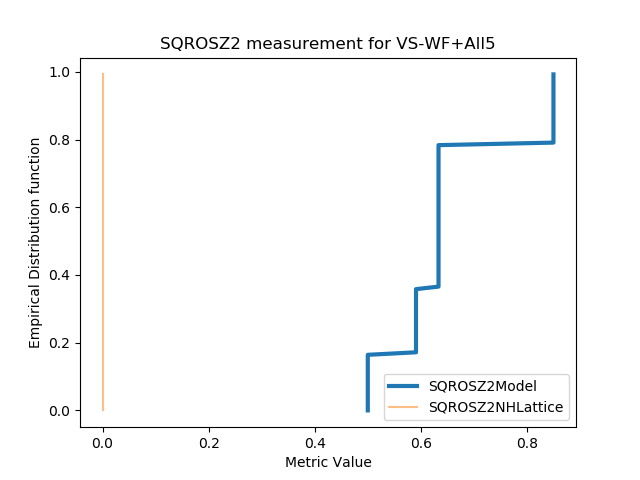 SQROSZ2 measurement for VS-WF+All5
1.0
0.8
0.6
0.4
0.2
0.0
Empirical Distribution function
0.0 0.2 0.4 0.6 0.8
Metric Value
SQROSZ2Model
SQROSZ2NHLattice